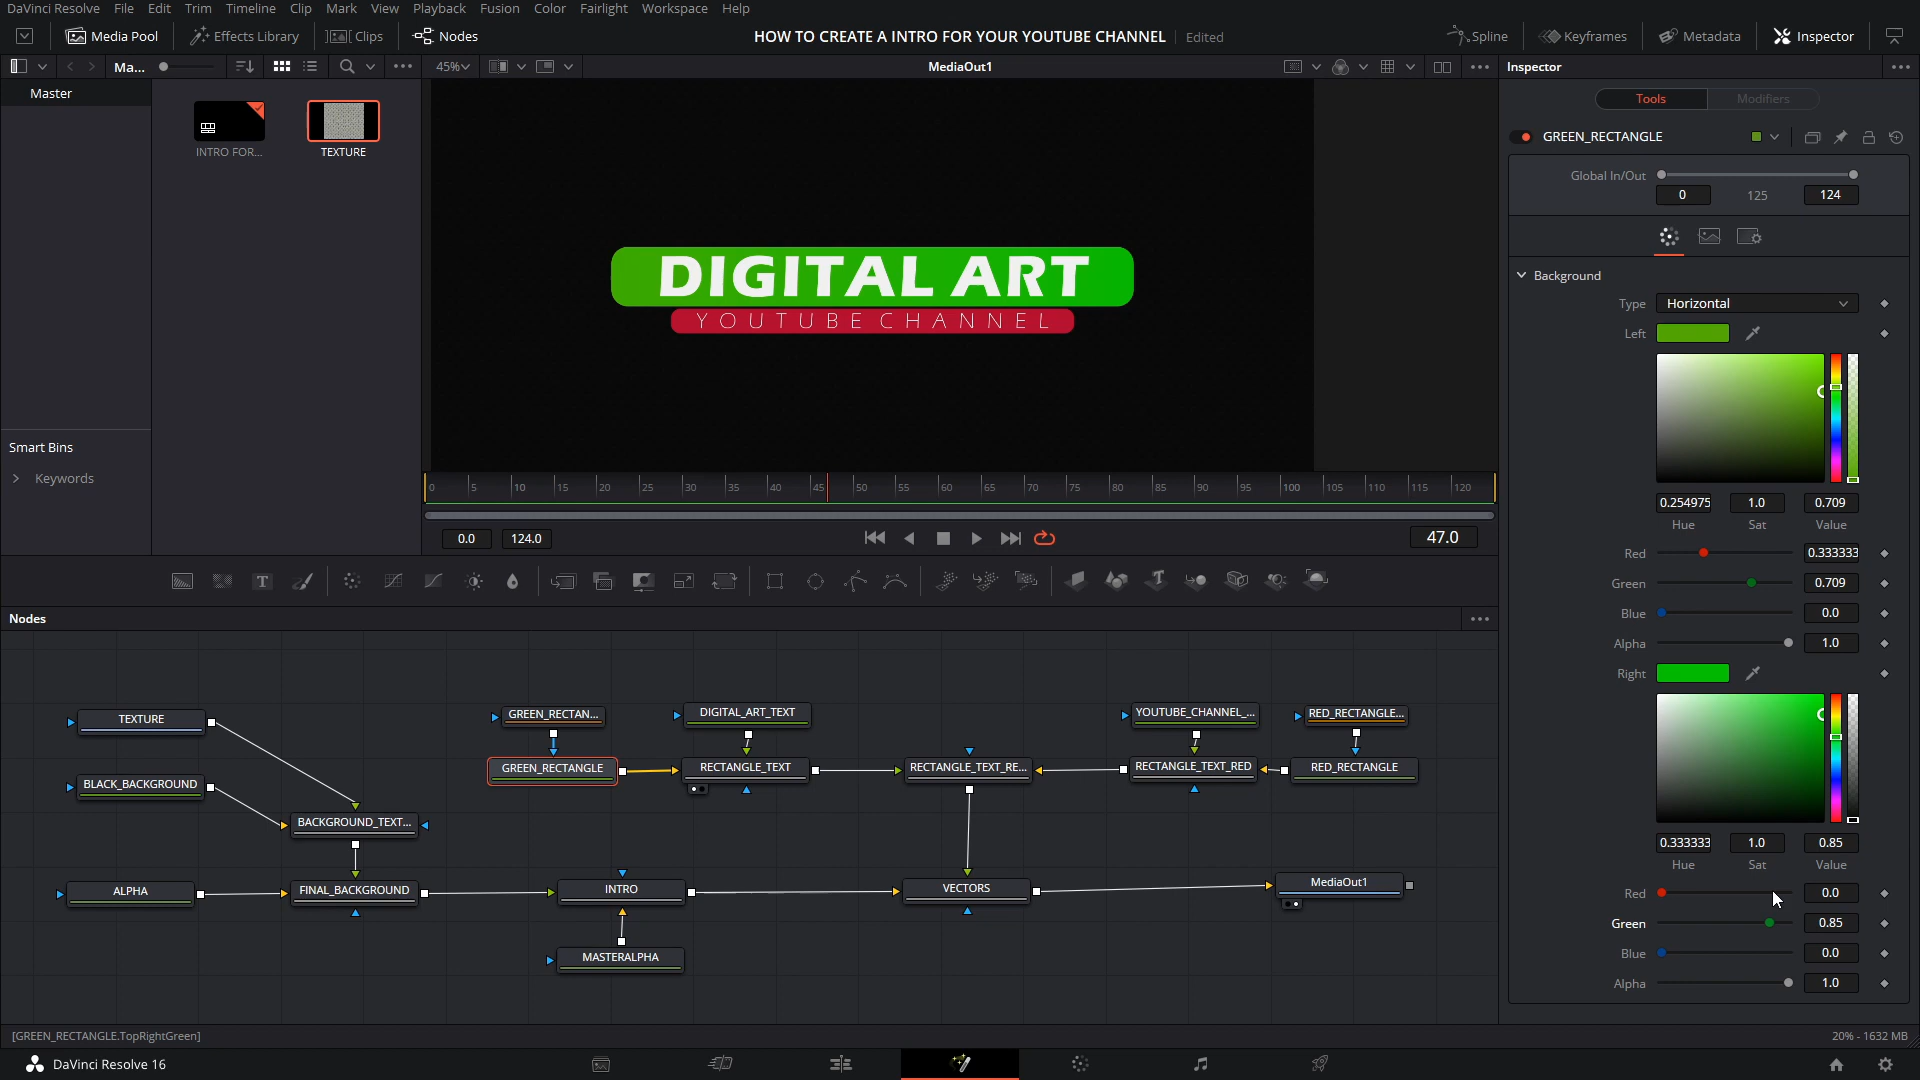 DaVinci Resolve File Edit Trim Timeline Clip Mark View Playback Fusion Color Fairlight Workspace Help
Media Pool Effects Library Clips Nodes HOW TO CREATE A INTRO FOR YOUR YOUTUBE CHANNEL Edited Spline Keyframes Metadata Inspector
Ma... 45% MediaOut1 Inspector
Master
INTRO FOR... TEXTURE
Tools Modifiers
GREEN_RECTANGLE
Global In/Out
0 125 124
DIGITAL ART
YOUTUBE CHANNEL
Background
Type Horizontal
Left
0.254975 1.0 0.709
Hue Sat Value
Red 0.333333
Green 0.709
Blue 0.0
Alpha 1.0
Right
0.333333 1.0 0.85
Hue Sat Value
Red 0.0
Green 0.85
Blue 0.0
Alpha 1.0
Smart Bins
Keywords
0 5 10 15 20 25 30 35 40 45 50 55 60 65 70 75 80 85 90 95 100 105 110 115 120
0.0 124.0 47.0
Nodes
TEXTURE GREEN_RECTAN... DIGITAL_ART_TEXT YOUTUBE_CHANNEL_... RED_RECTANGLE...
BLACK_BACKGROUND GREEN_RECTANGLE RECTANGLE_TEXT RECTANGLE_TEXT_RE... RECTANGLE_TEXT_RED RED_RECTANGLE
BACKGROUND_TEXT...
ALPHA FINAL_BACKGROUND INTRO VECTORS MediaOut1
MASTERALPHA
[GREEN_RECTANGLE.TopRightGreen] 20% - 1632 MB
DaVinci Resolve 16